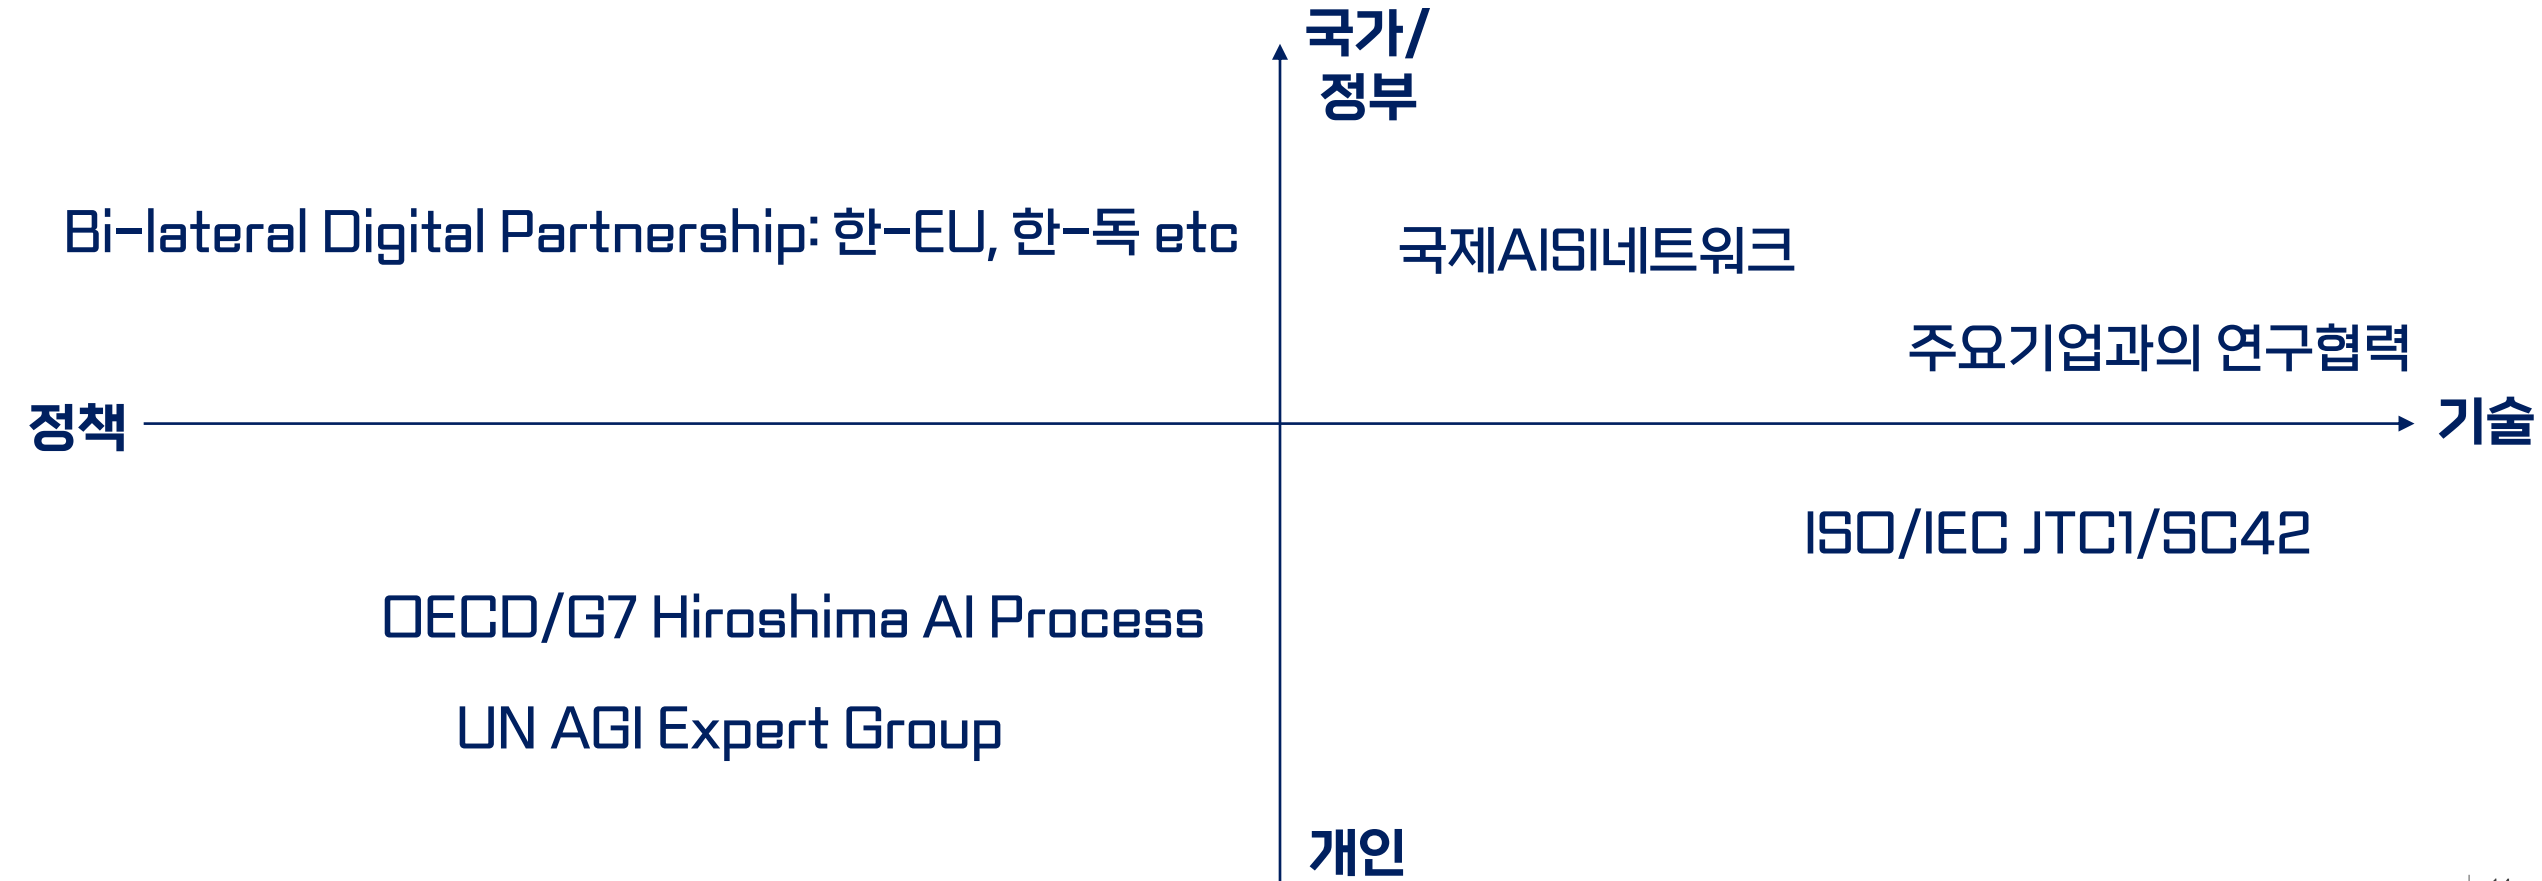 국가/
정부
Bi-lateral Digital Partnership: 한-EU, 한-독 etc
국제AISI네트워크
주요기업과의 연구협력
정책
기술
ISO/IEC JTC1/SC42
OECD/G7 Hiroshima AI Process
UN AGI Expert Group
개인